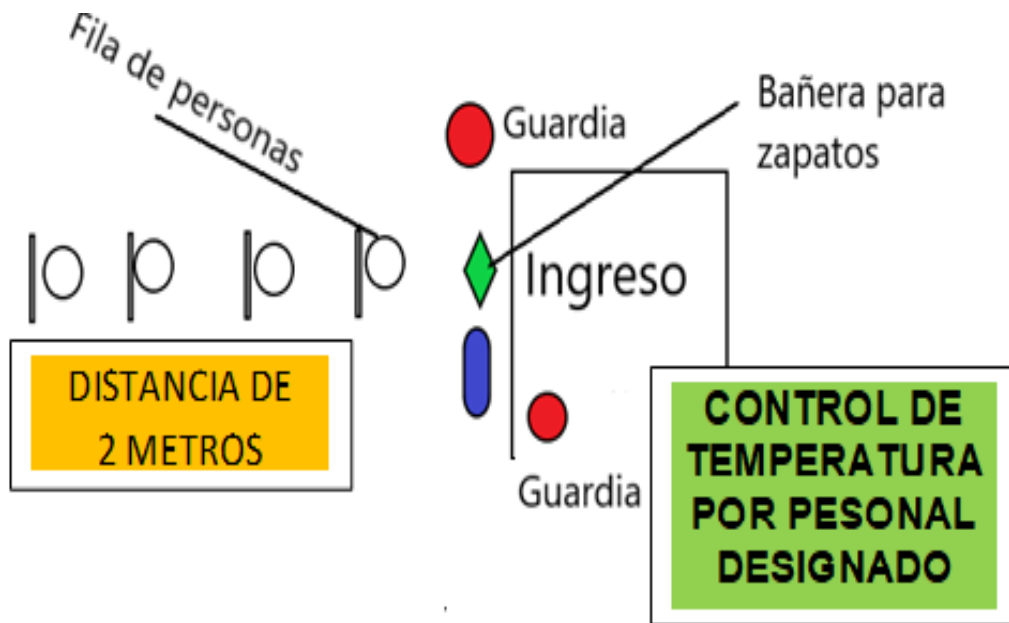 Fila de personas
Guardia
Bañera para
zapatos
Ingreso
DISTANCIA DE
2 METROS
Guardia
CONTROL DE
TEMPERATURA
POR PESONAL
DESIGNADO